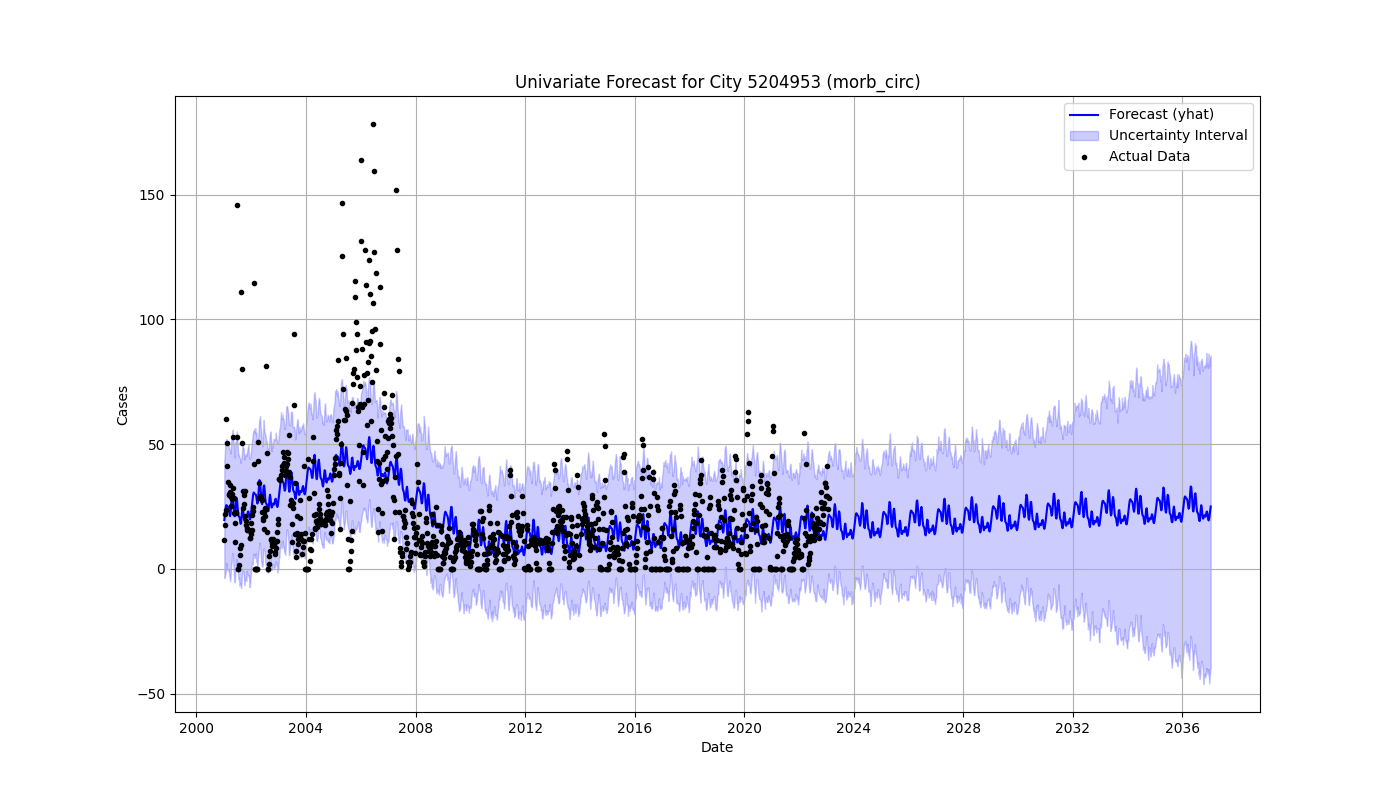 Univariate Forecast for City 5204953 (morb_circ)
Forecast (yhat)
Uncertainty Interval
Actual Data
Cases
150
100
50
0
−50
2000 2004 2008 2012 2016 2020 2024 2028 2032 2036
Date